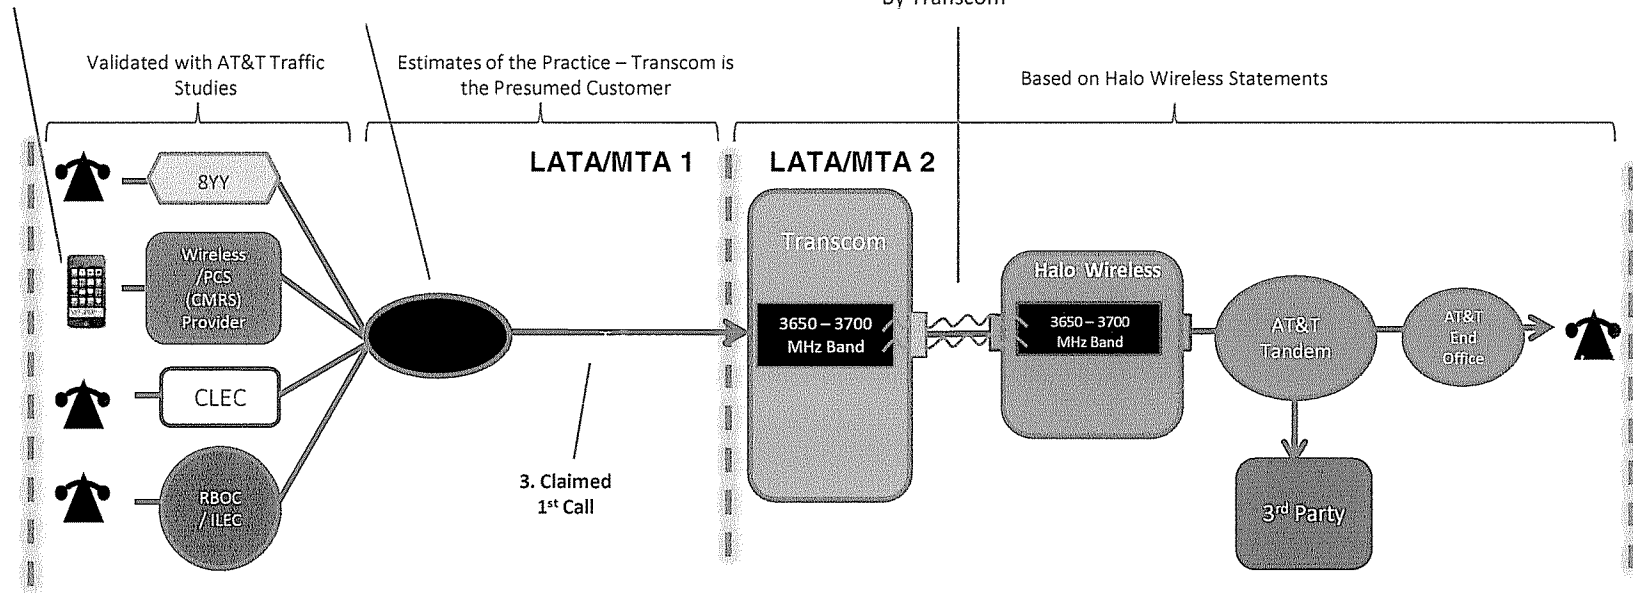 by Transcom
Validated with AT&T Traffic
Studies
Estimates of the Practice – Transcom is
the Presumed Customer
Based on Halo Wireless Statements
LATA/MTA 1
LATA/MTA 2
8YY
Wireless
/PCS
(CMRS)
Provider
CLEC
RBOC
/ ILEC
3. Claimed
1st Call
Transcom
3650 – 3700
MHz Band
Halo Wireless
3650 – 3700
MHz Band
AT&T
Tandem
AT&T
End
Office
3rd Party